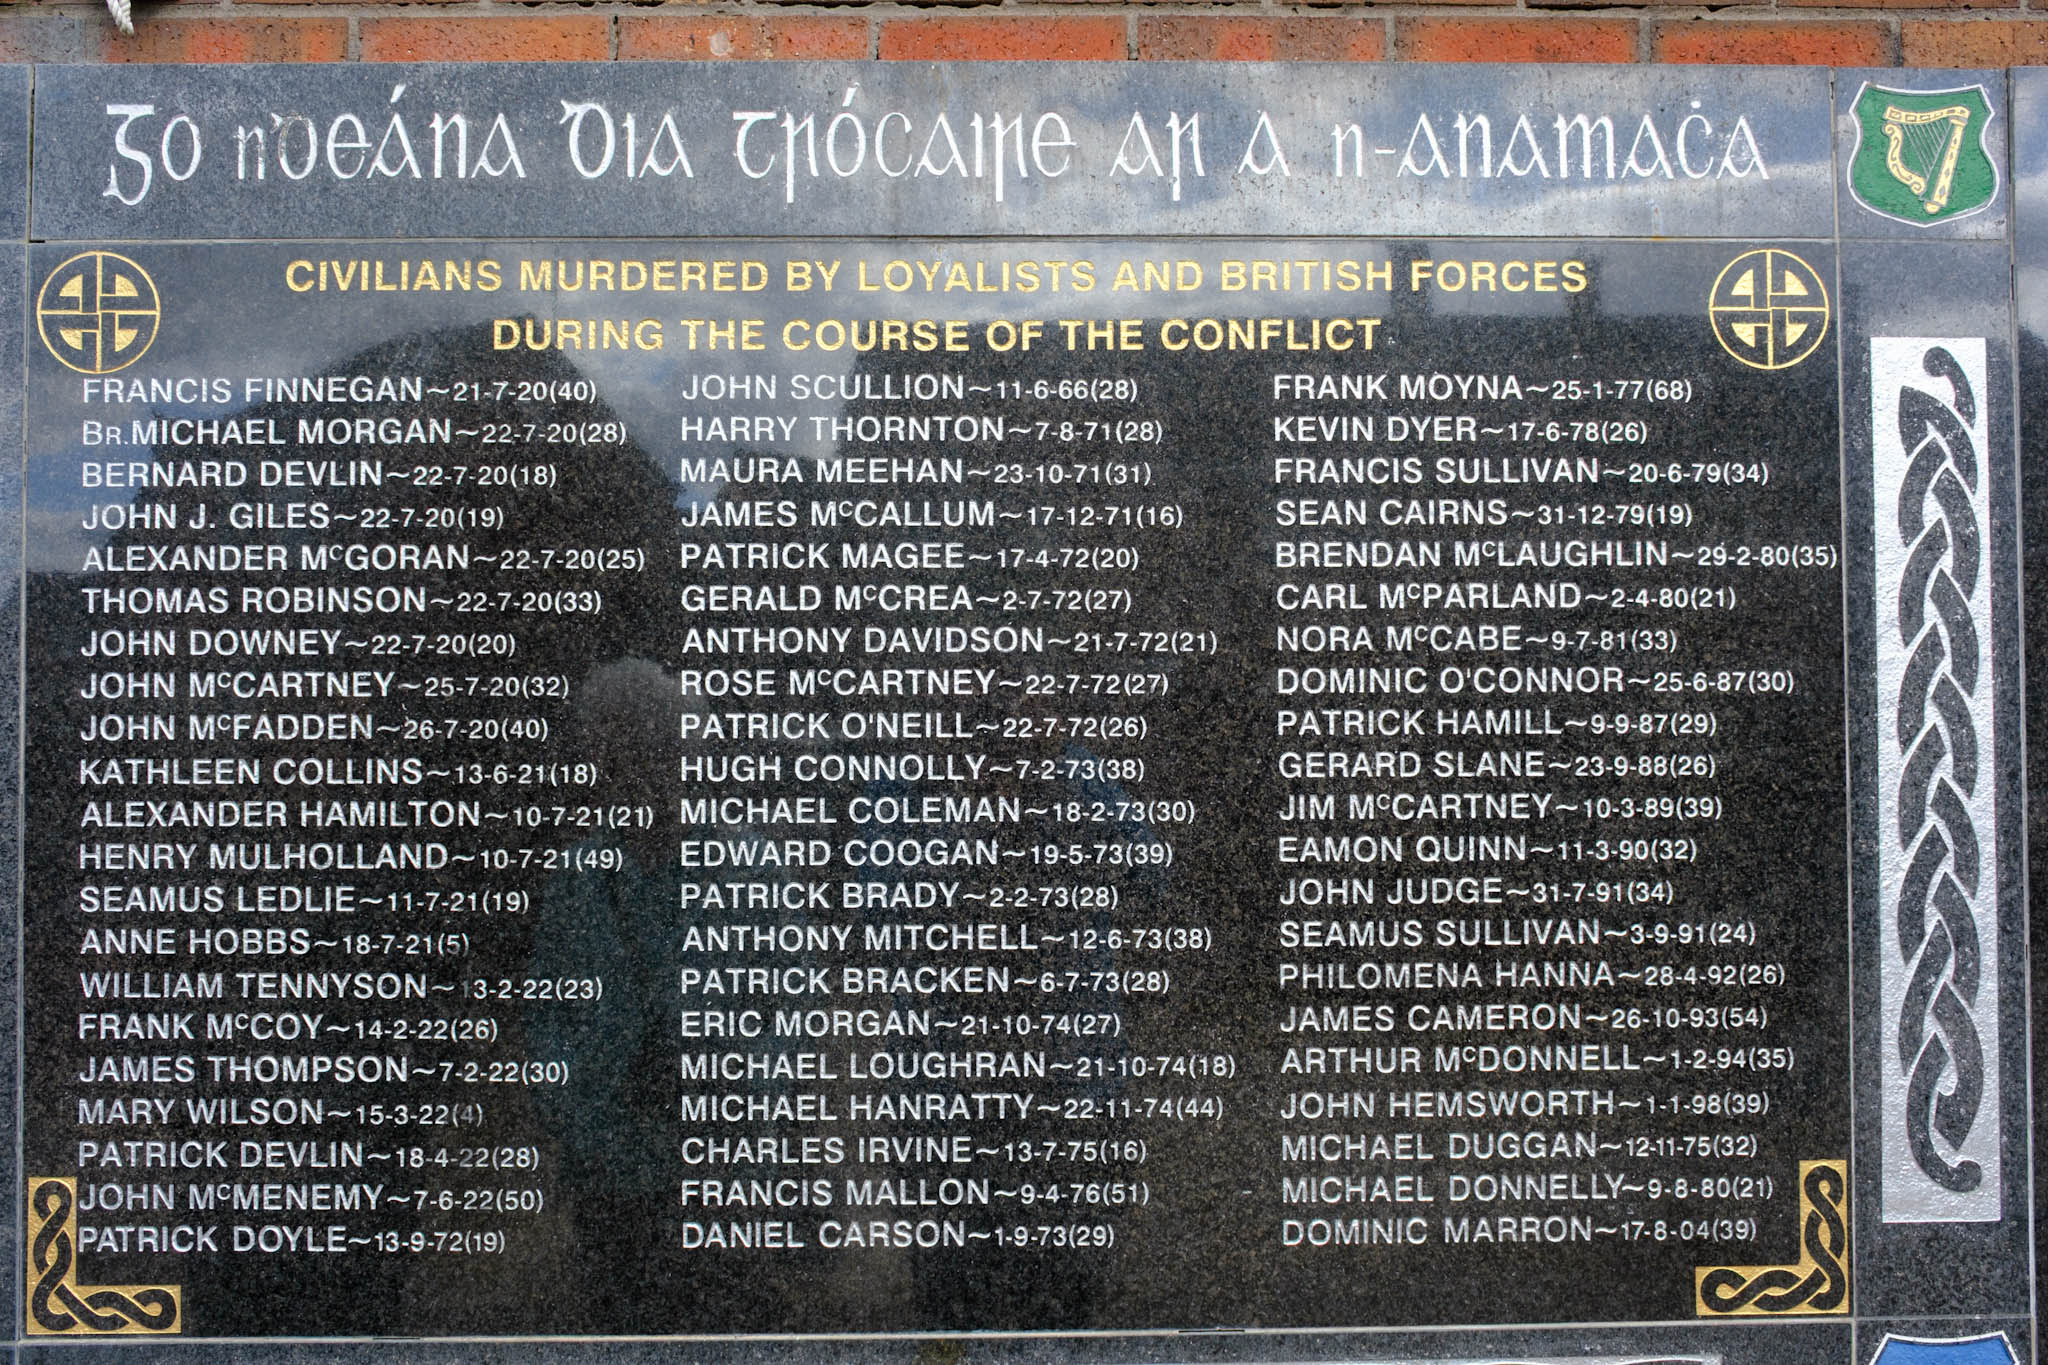 Go nDeána Dia Trócaire ar a n-anamaċa
CIVILIANS MURDERED BY LOYALISTS AND BRITISH FORCES
DURING THE COURSE OF THE CONFLICT
FRANCIS FINNEGAN~21-7-20(40)
BR.MICHAEL MORGAN~22-7-20(28)
BERNARD DEVLIN~22-7-20(18)
JOHN J. GILES~22-7-20(19)
ALEXANDER McGORAN~22-7-20(25)
THOMAS ROBINSON~22-7-20(33)
JOHN DOWNEY~22-7-20(20)
JOHN McCARTNEY~25-7-20(32)
JOHN McFADDEN~26-7-20(40)
KATHLEEN COLLINS~13-6-21(18)
ALEXANDER HAMILTON~10-7-21(21)
HENRY MULHOLLAND~10-7-21(49)
SEAMUS LEDLIE~11-7-21(19)
ANNE HOBBS~18-7-21(5)
WILLIAM TENNYSON~13-2-22(23)
FRANK McCOY~14-2-22(26)
JAMES THOMPSON~7-2-22(30)
MARY WILSON~15-3-22(4)
PATRICK DEVLIN~18-4-22(28)
JOHN McMENEMY~7-6-22(50)
PATRICK DOYLE~13-9-72(19)
JOHN SCULLION~11-6-66(28)
HARRY THORNTON~7-8-71(28)
MAURA MEEHAN~23-10-71(31)
JAMES McCALLUM~17-12-71(16)
PATRICK MAGEE~17-4-72(20)
GERALD McCREA~2-7-72(27)
ANTHONY DAVIDSON~21-7-72(21)
ROSE McCARTNEY~22-7-72(27)
PATRICK O'NEILL~22-7-72(26)
HUGH CONNOLLY~7-2-73(38)
MICHAEL COLEMAN~18-2-73(30)
EDWARD COOGAN~19-5-73(39)
PATRICK BRADY~2-2-73(28)
ANTHONY MITCHELL~12-6-73(38)
PATRICK BRACKEN~6-7-73(28)
ERIC MORGAN~21-10-74(27)
MICHAEL LOUGHRAN~21-10-74(18)
MICHAEL HANRATTY~22-11-74(44)
CHARLES IRVINE~13-7-75(16)
FRANCIS MALLON~9-4-76(51)
DANIEL CARSON~1-9-73(29)
FRANK MOYNA~25-1-77(68)
KEVIN DYER~17-6-78(26)
FRANCIS SULLIVAN~20-6-79(34)
SEAN CAIRNS~31-12-79(19)
BRENDAN McLAUGHLIN~29-2-80(35)
CARL McPARLAND~2-4-80(21)
NORA McCABE~9-7-81(33)
DOMINIC O'CONNOR~25-6-87(30)
PATRICK HAMILL~9-9-87(29)
GERARD SLANE~23-9-88(26)
JIM McCARTNEY~10-3-89(39)
EAMON QUINN~11-3-90(32)
JOHN JUDGE~31-7-91(34)
SEAMUS SULLIVAN~3-9-91(24)
PHILOMENA HANNA~28-4-92(26)
JAMES CAMERON~26-10-93(54)
ARTHUR McDONNELL~1-2-94(35)
JOHN HEMSWORTH~1-1-98(39)
MICHAEL DUGGAN~12-11-75(32)
MICHAEL DONNELLY~9-8-80(21)
DOMINIC MARRON~17-8-04(39)